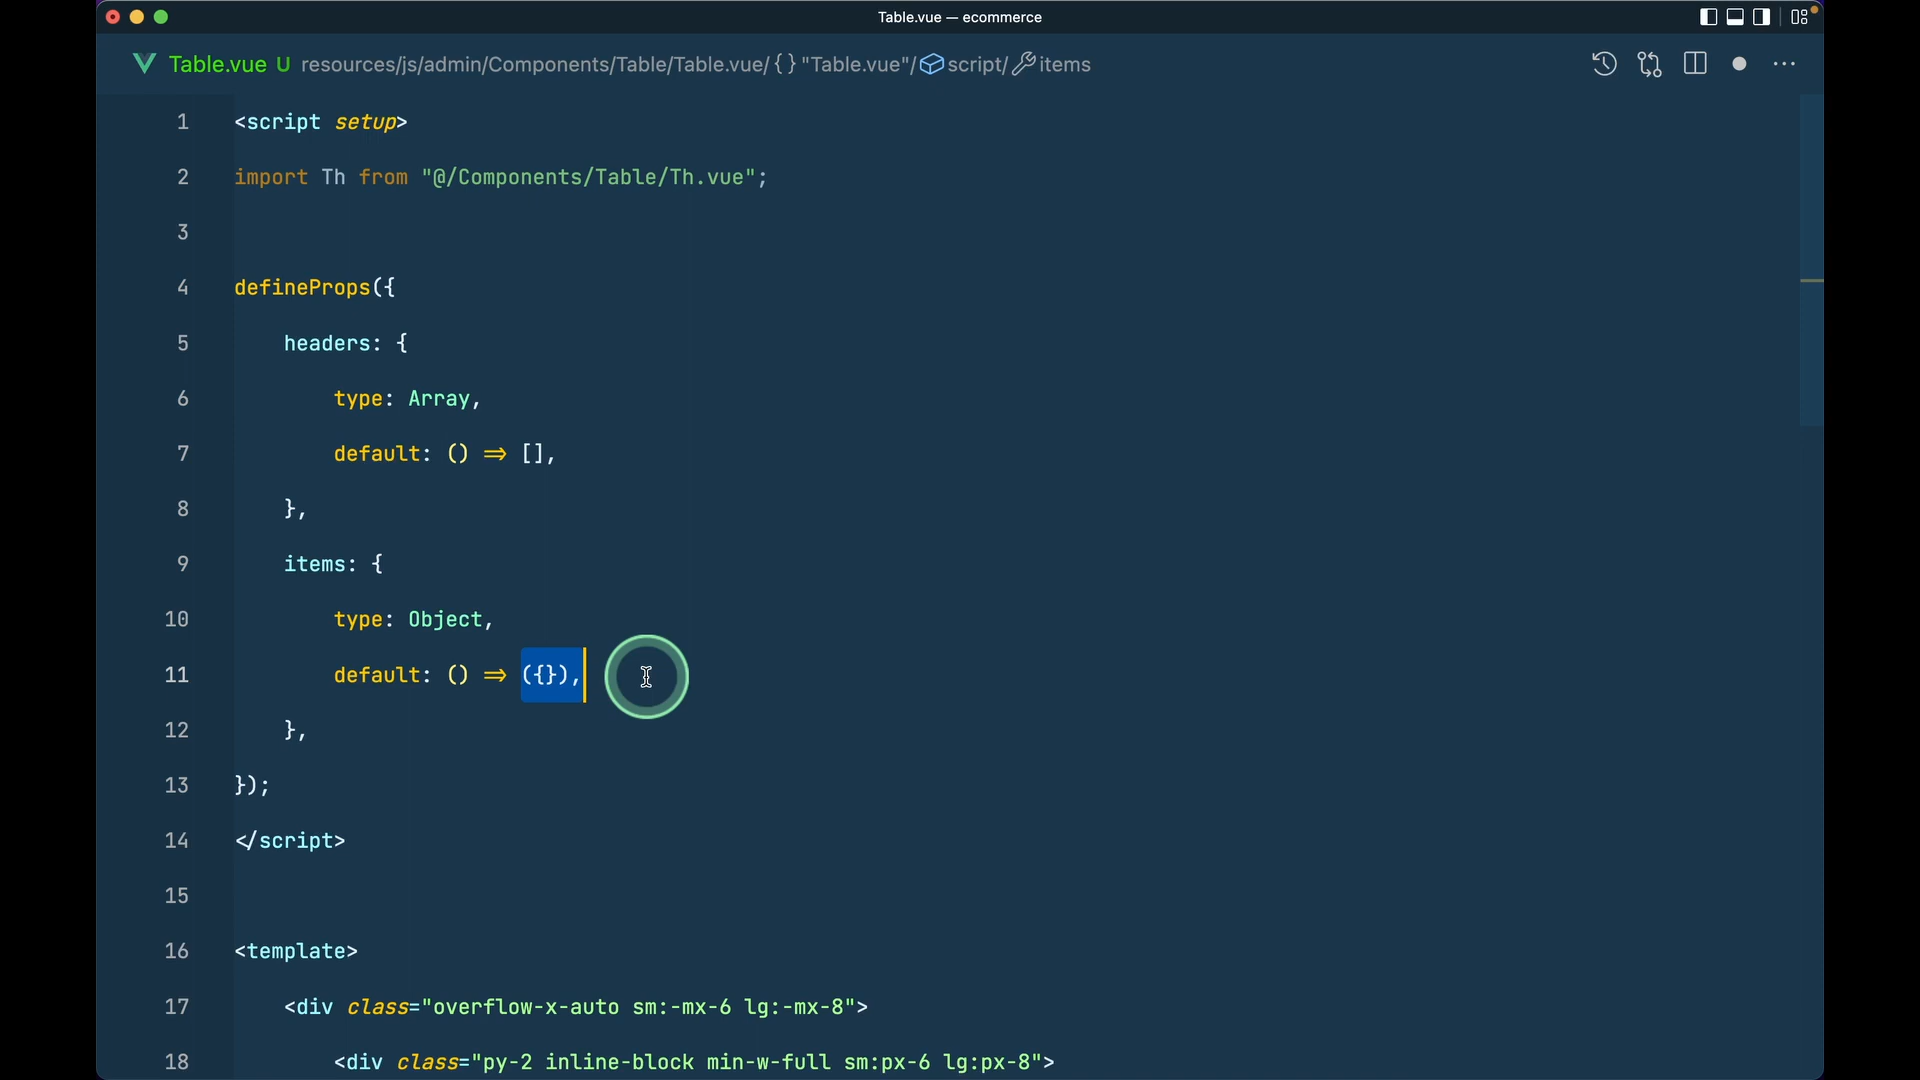 Table.vue — ecommerce
Table.vue U resources/js/admin/Components/Table/Table.vue/{} "Table.vue"/script/items
1 <script setup>
2 import Th from "@/Components/Table/Th.vue";
3
4 defineProps({
5 headers: {
6 type: Array,
7 default: () => [],
8 },
9 items: {
10 type: Object,
11 default: () => ({}),
12 },
13 });
14 </script>
15
16 <template>
17 <div class="overflow-x-auto sm:-mx-6 lg:-mx-8">
18 <div class="py-2 inline-block min-w-full sm:px-6 lg:px-8">